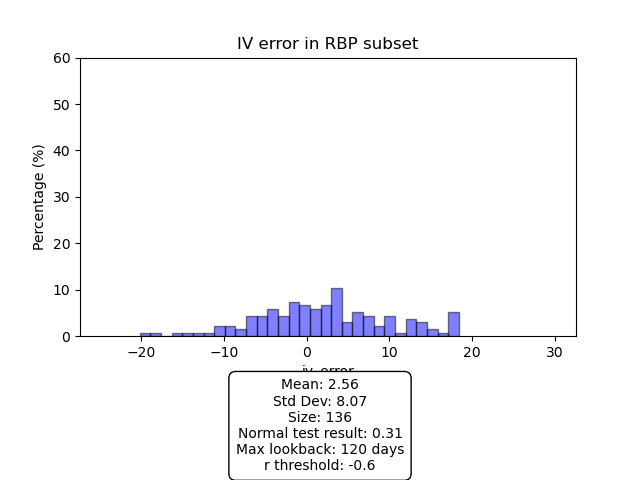 IV error in RBP subset
60
50
40
30
20
10
0
Percentage (%)
−20
−10
0
10
20
30
iv_error
Mean: 2.56
Std Dev: 8.07
Size: 136
Normal test result: 0.31
Max lookback: 120 days
r threshold: -0.6